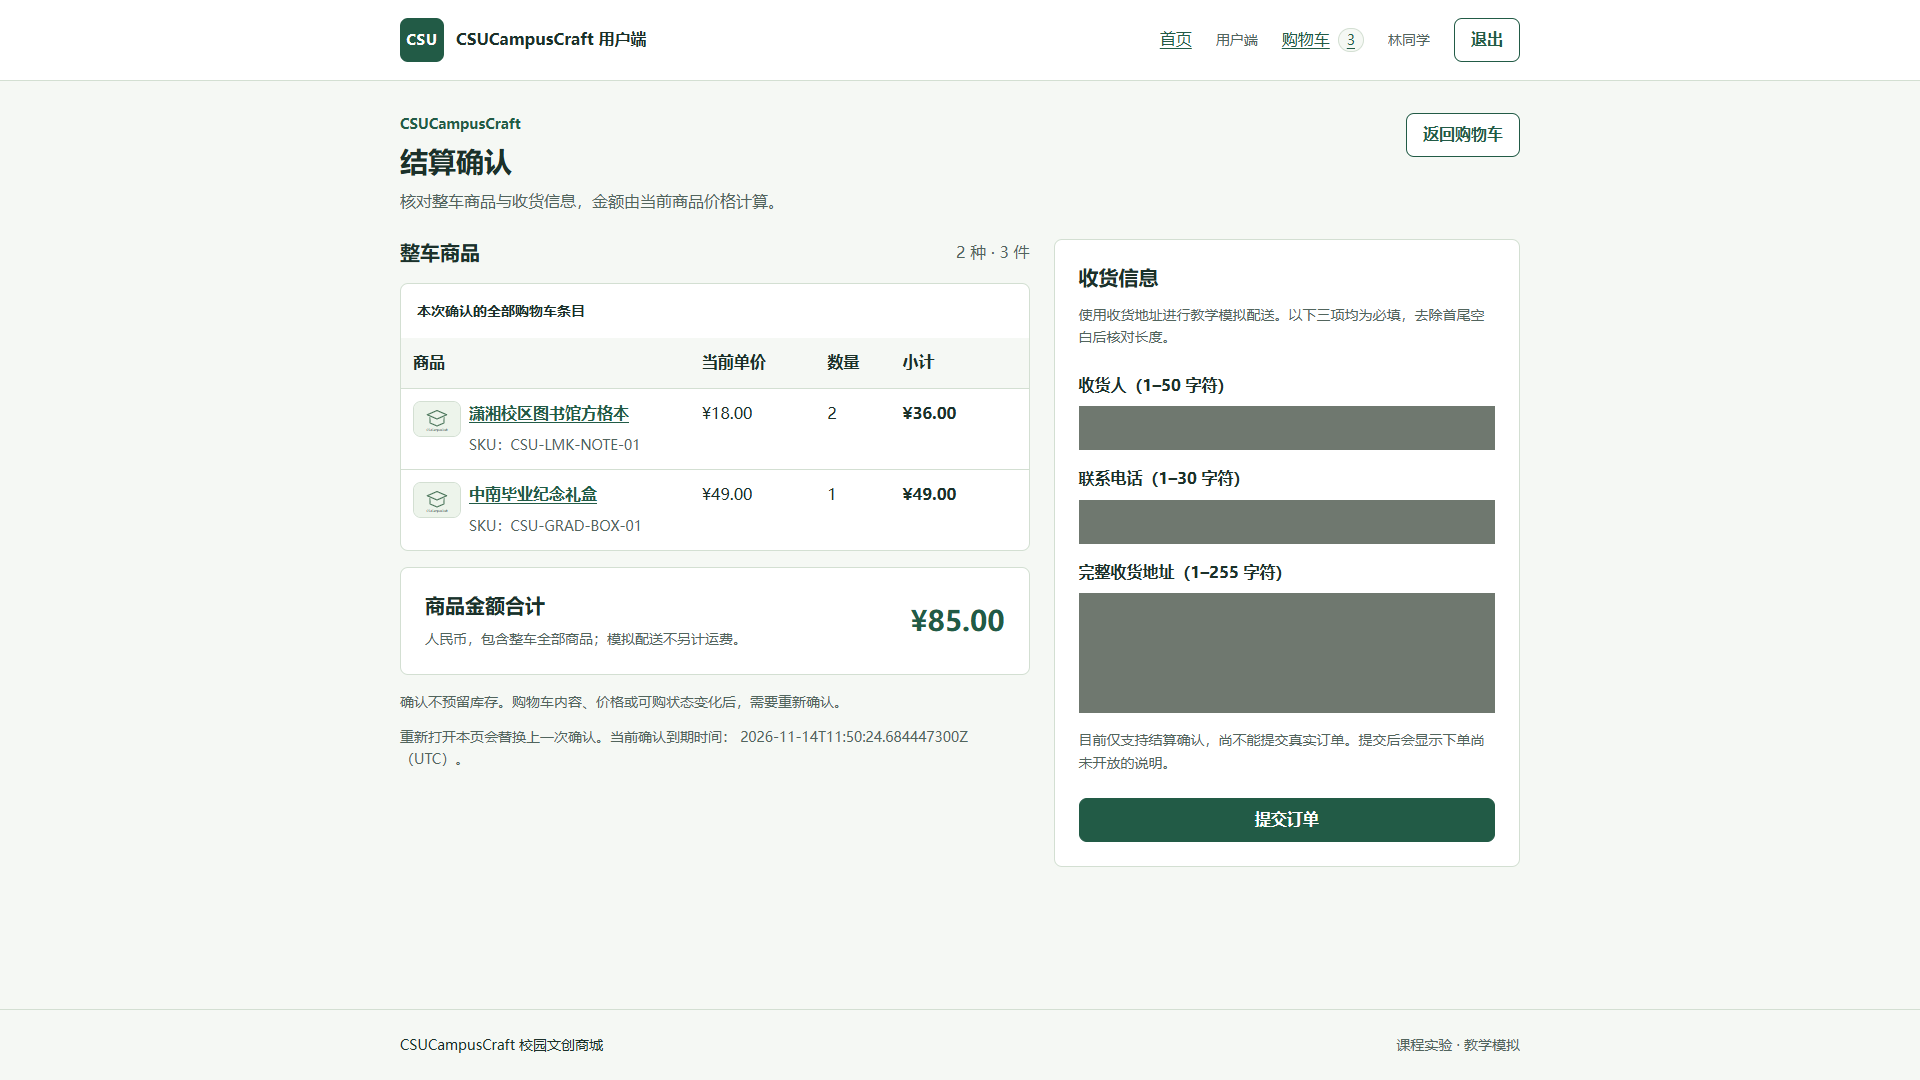 CSU
CSUCampusCraft 用户端
首页
用户端
购物车 3
林同学
退出
CSUCampusCraft
结算确认
核对整车商品与收货信息，金额由当前商品价格计算。
返回购物车
整车商品
2 种 · 3 件
本次确认的全部购物车条目
商品 当前单价 数量 小计
潇湘校区图书馆方格本 ¥18.00 2 ¥36.00
SKU：CSU-LMK-NOTE-01
中南毕业纪念礼盒 ¥49.00 1 ¥49.00
SKU：CSU-GRAD-BOX-01
商品金额合计
人民币，包含整车全部商品；模拟配送不另计运费。
¥85.00
确认不预留库存。购物车内容、价格或可购状态变化后，需要重新确认。
重新打开本页会替换上一次确认。当前确认到期时间： 2026-11-14T11:50:24.684447300Z
（UTC）。
收货信息
使用收货地址进行教学模拟配送。以下三项均为必填，去除首尾空
白后核对长度。
收货人（1–50 字符）
联系电话（1–30 字符）
完整收货地址（1–255 字符）
目前仅支持结算确认，尚不能提交真实订单。提交后会显示下单尚
未开放的说明。
提交订单
CSUCampusCraft 校园文创商城
课程实验 · 教学模拟